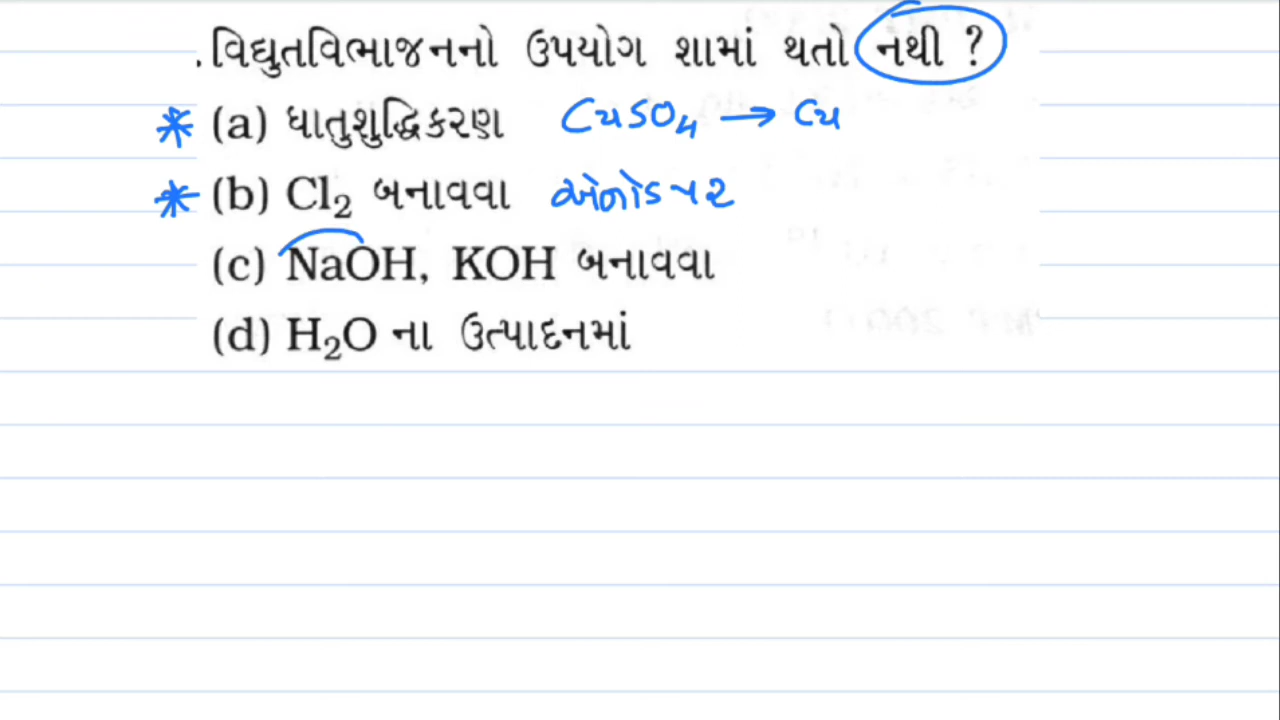 . વિદ્યુતવિભાજનનો ઉપયોગ શામાં થતો નથી ?
* (a) ધાતુશુદ્ધિકરણ CuSO₄ → Cu
* (b) Cl₂ બનાવવા એનોડ પર
(c) NaOH, KOH બનાવવા
(d) H₂O ના ઉત્પાદનમાં